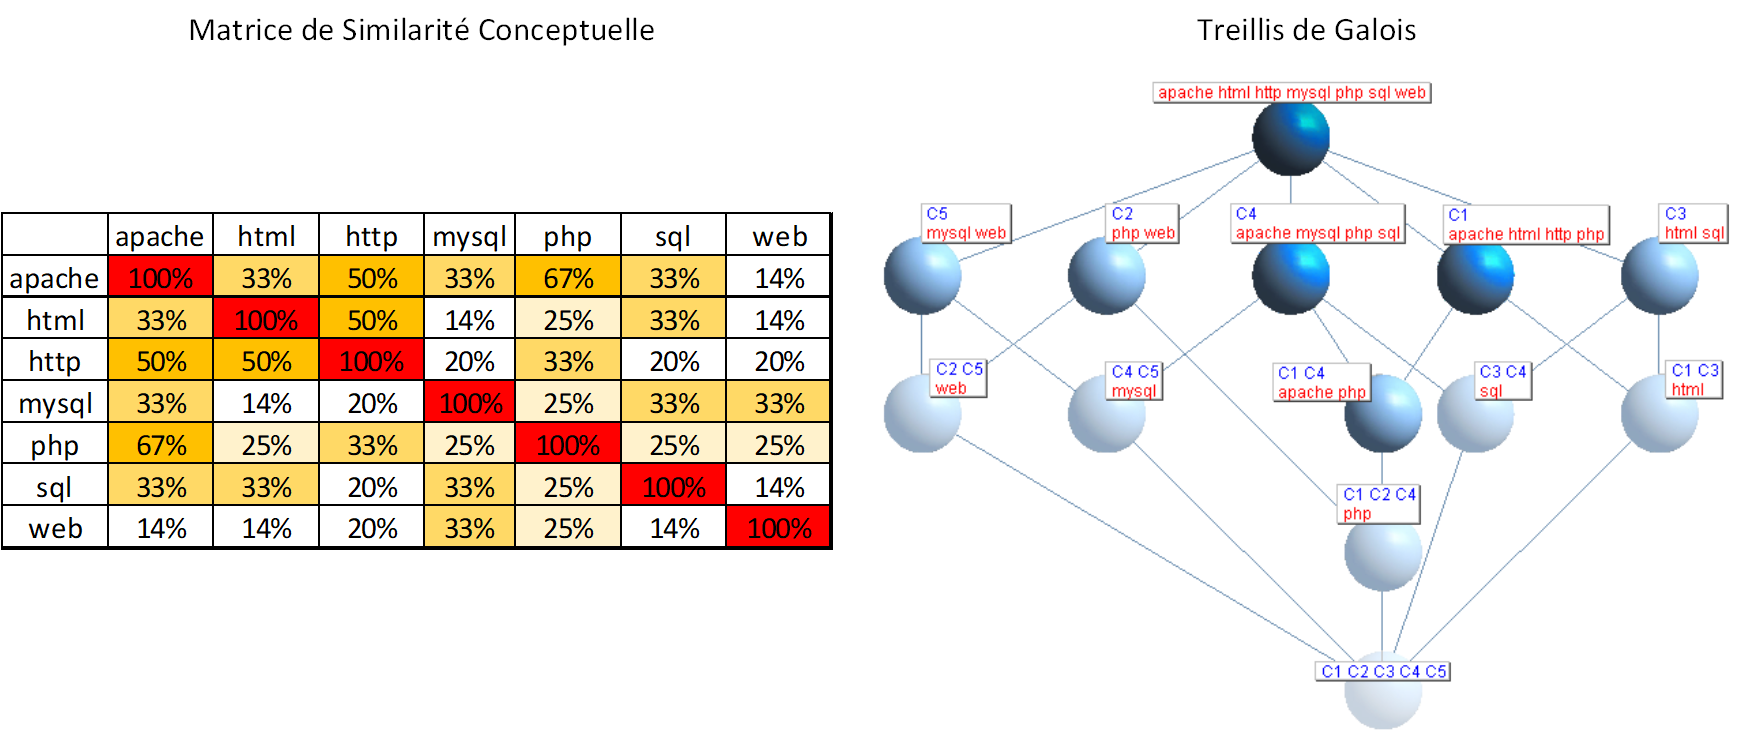 Matrice de Similarité Conceptuelle
apache html http mysql php sql web
apache 100% 33% 50% 33% 67% 33% 14%
html 33% 100% 50% 14% 25% 33% 14%
http 50% 50% 100% 20% 33% 20% 20%
mysql 33% 14% 20% 100% 25% 33% 33%
php 67% 25% 33% 25% 100% 25% 25%
sql 33% 33% 20% 33% 25% 100% 14%
web 14% 14% 20% 33% 25% 14% 100%
Treillis de Galois
apache html http mysql php sql web
C5
mysql web
C2
php web
C4
apache mysql php sql
C1
apache html http php
C3
html sql
C2 C5
web
C4 C5
mysql
C1 C4
apache php
C3 C4
sql
C1 C3
html
C1 C2 C4
php
C1 C2 C3 C4 C5